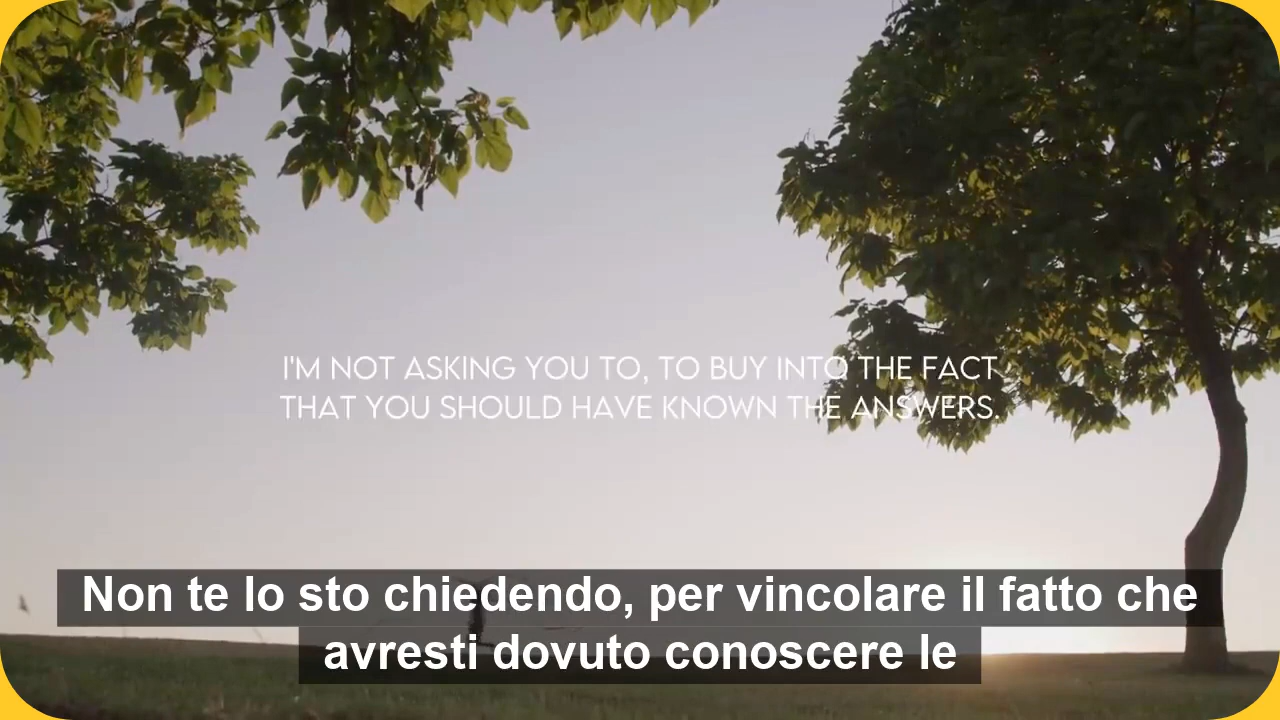 I'M NOT ASKING YOU TO, TO BUY INTO THE FACT
THAT YOU SHOULD HAVE KNOWN THE ANSWERS.
Non te lo sto chiedendo, per vincolare il fatto che
avresti dovuto conoscere le